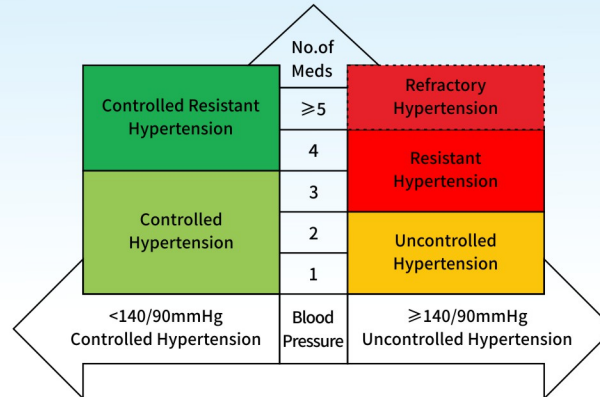 No.of
Meds
Controlled Resistant
Hypertension
≥5
Refractory
Hypertension
4
Resistant
Hypertension
3
Controlled
Hypertension
2
Uncontrolled
Hypertension
1
<140/90mmHg
Controlled Hypertension
Blood
Pressure
≥140/90mmHg
Uncontrolled Hypertension